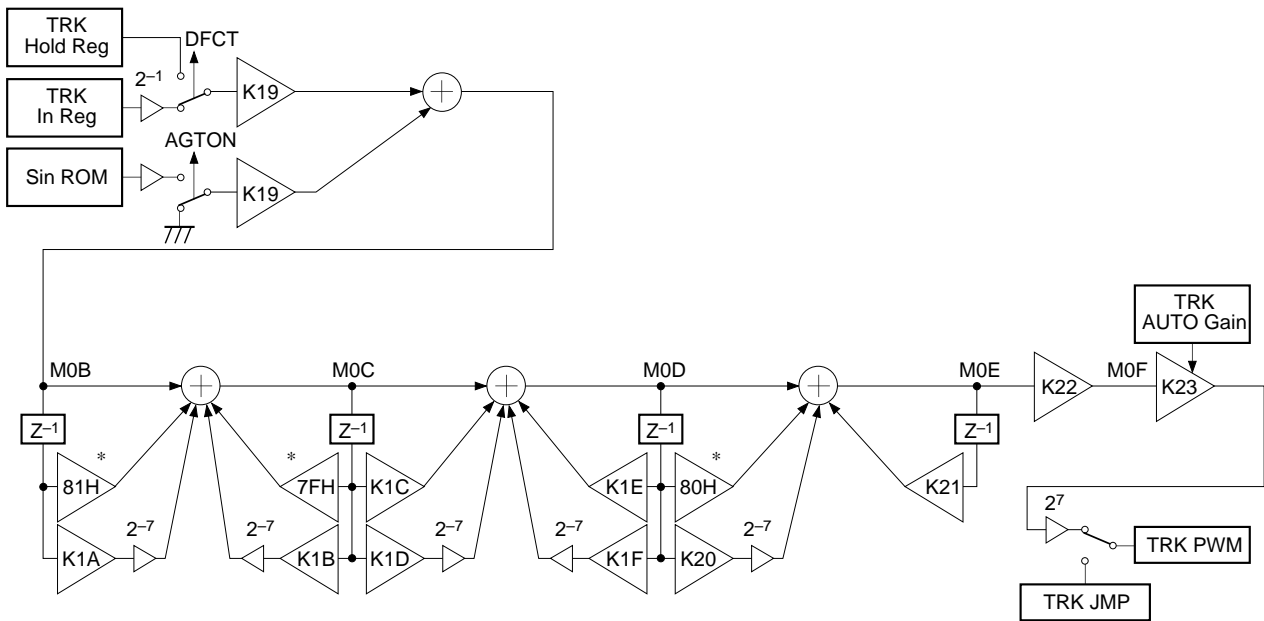 TRK
Hold Reg
DFCT
2⁻¹
TRK
In Reg
K19
AGTON
Sin ROM
K19
TRK
AUTO Gain
M0B
M0C
M0D
M0E
K22
M0F
K23
Z⁻¹
Z⁻¹
Z⁻¹
Z⁻¹
*
*
*
81H
7FH
K1C
K1E
80H
K21
2⁻⁷
2⁻⁷
2⁻⁷
2⁻⁷
2⁻⁷
K1A
K1B
K1D
K1F
K20
2⁷
TRK PWM
TRK JMP